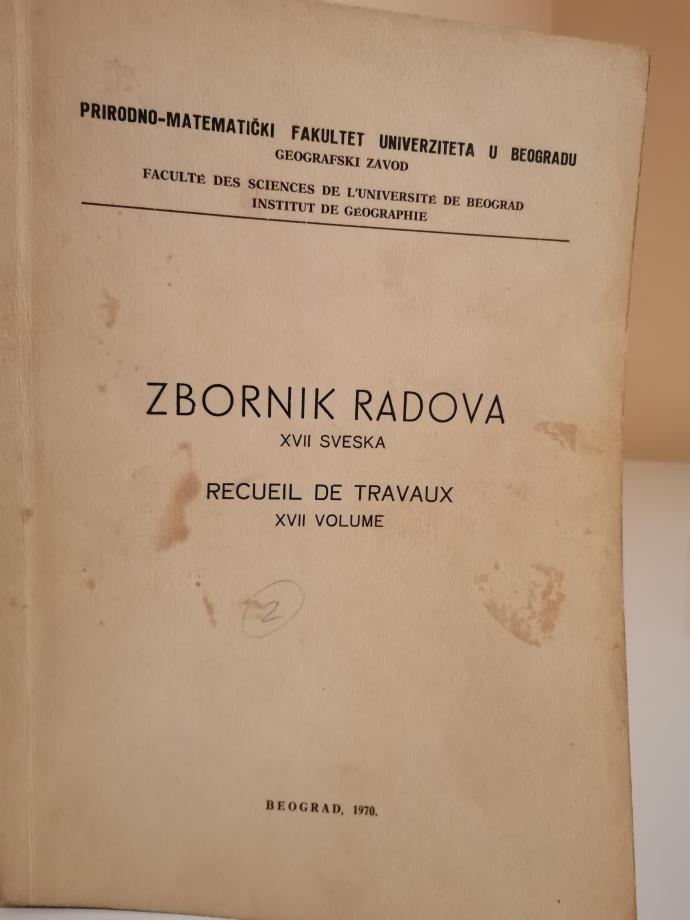 PRIRODNO-MATEMATIČKI FAKULTET UNIVERZITETA U BEOGRADU
GEOGRAFSKI ZAVOD
FACULTÉ DES SCIENCES DE L'UNIVERSITÉ DE BEOGRAD
INSTITUT DE GÉOGRAPHIE
ZBORNIK RADOVA
XVII SVESKA
RECUEIL DE TRAVAUX
XVII VOLUME
2
BEOGRAD, 1970.